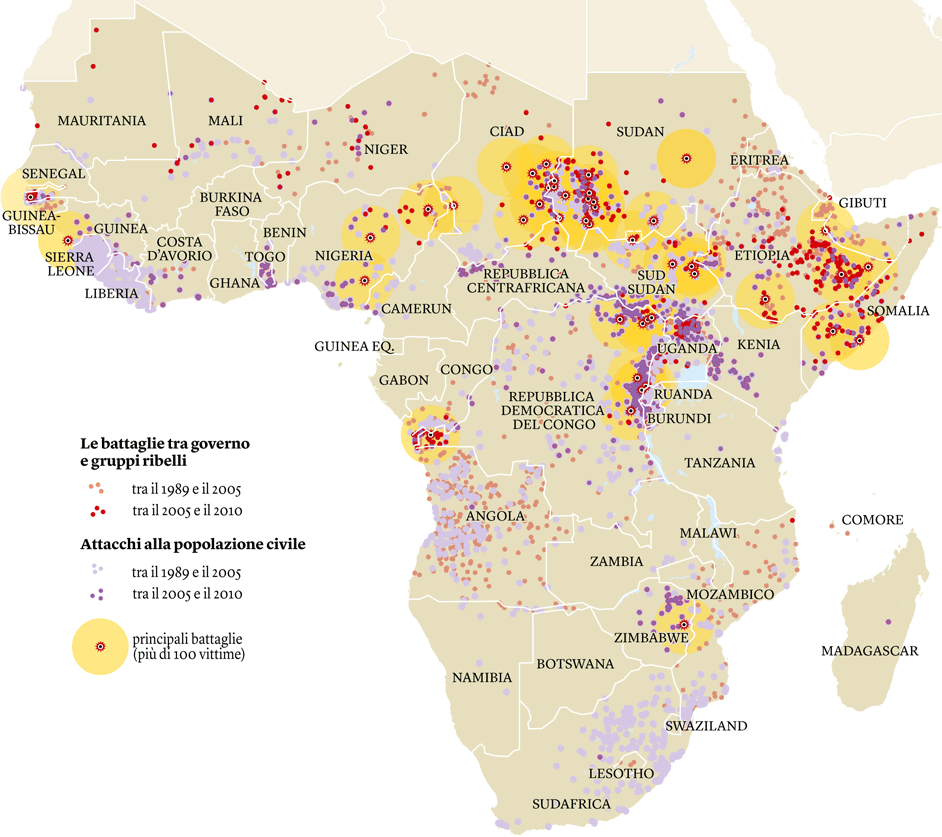 MAURITANIA
MALI
NIGER
CIAD
SUDAN
ERITREA
SENEGAL
GUINEA-
BISSAU
GUINEA
BURKINA
FASO
BENIN
GIBUTI
SIERRA
LEONE
COSTA
D'AVORIO
TOGO
NIGERIA
ETIOPIA
LIBERIA
GHANA
REPUBBLICA
CENTRAFRICANA
SUD
SUDAN
CAMERUN
SOMALIA
GUINEA EQ.
UGANDA
KENIA
GABON
CONGO
REPUBBLICA
DEMOCRATICA
DEL CONGO
RUANDA
BURUNDI
TANZANIA
ANGOLA
MALAWI
COMORE
ZAMBIA
MOZAMBICO
ZIMBABWE
MADAGASCAR
BOTSWANA
NAMIBIA
SWAZILAND
LESOTHO
SUDAFRICA
Le battaglie tra governo
e gruppi ribelli
tra il 1989 e il 2005
tra il 2005 e il 2010
Attacchi alla popolazione civile
tra il 1989 e il 2005
tra il 2005 e il 2010
principali battaglie
(più di 100 vittime)